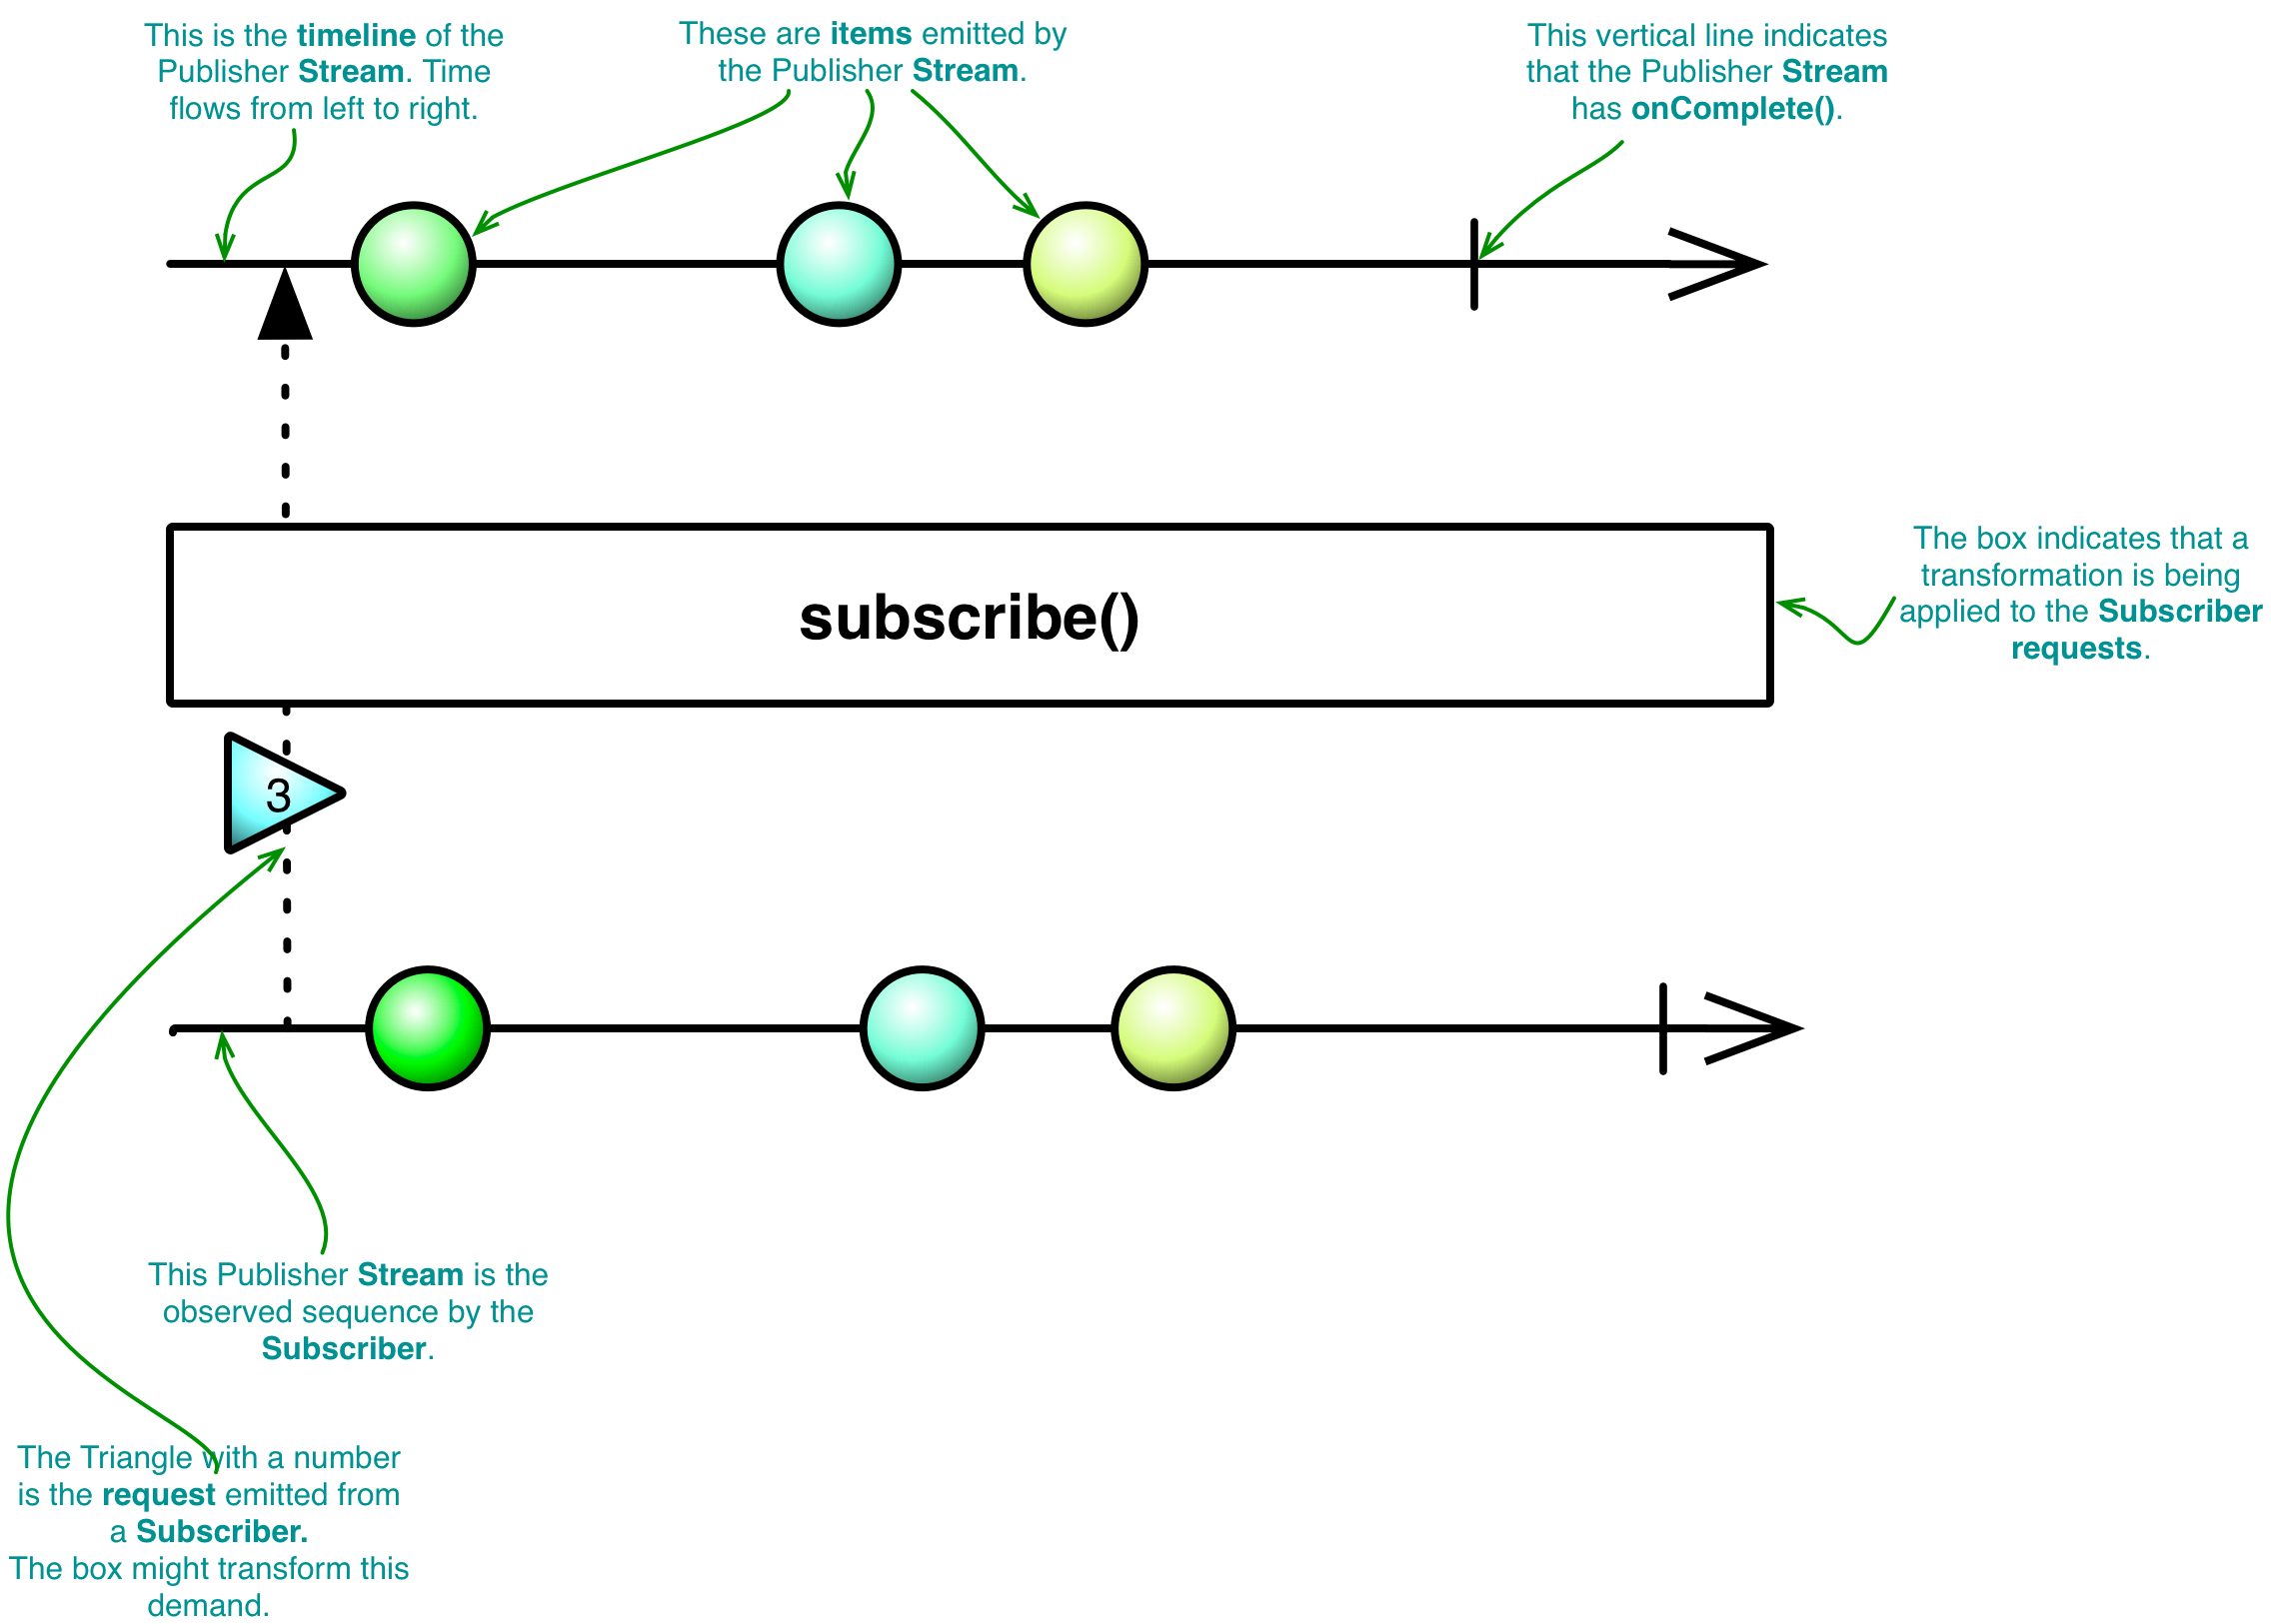 This is the timeline of the
Publisher Stream. Time
flows from left to right.
These are items emitted by
the Publisher Stream.
This vertical line indicates
that the Publisher Stream
has onComplete().
subscribe()
The box indicates that a
transformation is being
applied to the Subscriber
requests.
3
This Publisher Stream is the
observed sequence by the
Subscriber.
The Triangle with a number
is the request emitted from
a Subscriber.
The box might transform this
demand.